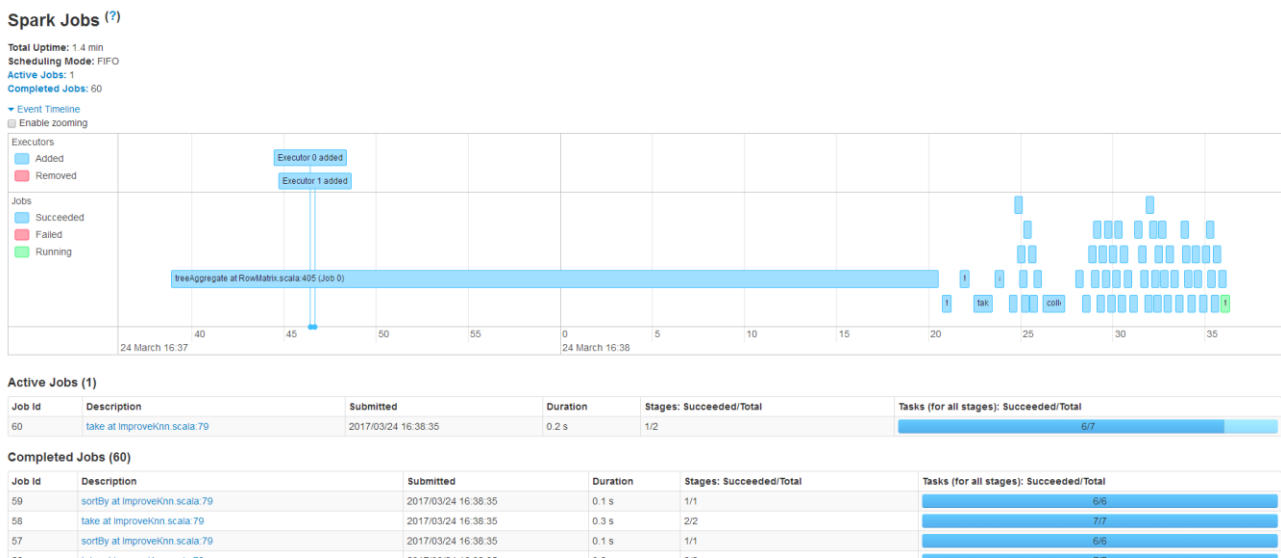 Spark Jobs (?)
Total Uptime: 1.4 min
Scheduling Mode: FIFO
Active Jobs: 1
Completed Jobs: 60
Event Timeline
Enable zooming
Executors
Added
Removed
Executor 0 added
Executor 1 added
Jobs
Succeeded
Failed
Running
treeAggregate at RowMatrix.scala:405 (Job 0)
t
t
tak
coll
t
40 45 50 55 0 5 10 15 20 25 30 35
24 March 16:37 24 March 16:38
Active Jobs (1)
Job Id Description Submitted Duration Stages: Succeeded/Total Tasks (for all stages): Succeeded/Total
60 take at ImproveKnn.scala:79 2017/03/24 16:38:35 0.2 s 1/2 6/7
Completed Jobs (60)
Job Id Description Submitted Duration Stages: Succeeded/Total Tasks (for all stages): Succeeded/Total
59 sortBy at ImproveKnn.scala:79 2017/03/24 16:38:35 0.1 s 1/1 6/6
58 take at ImproveKnn.scala:79 2017/03/24 16:38:35 0.3 s 2/2 7/7
57 sortBy at ImproveKnn.scala:79 2017/03/24 16:38:35 0.1 s 1/1 6/6